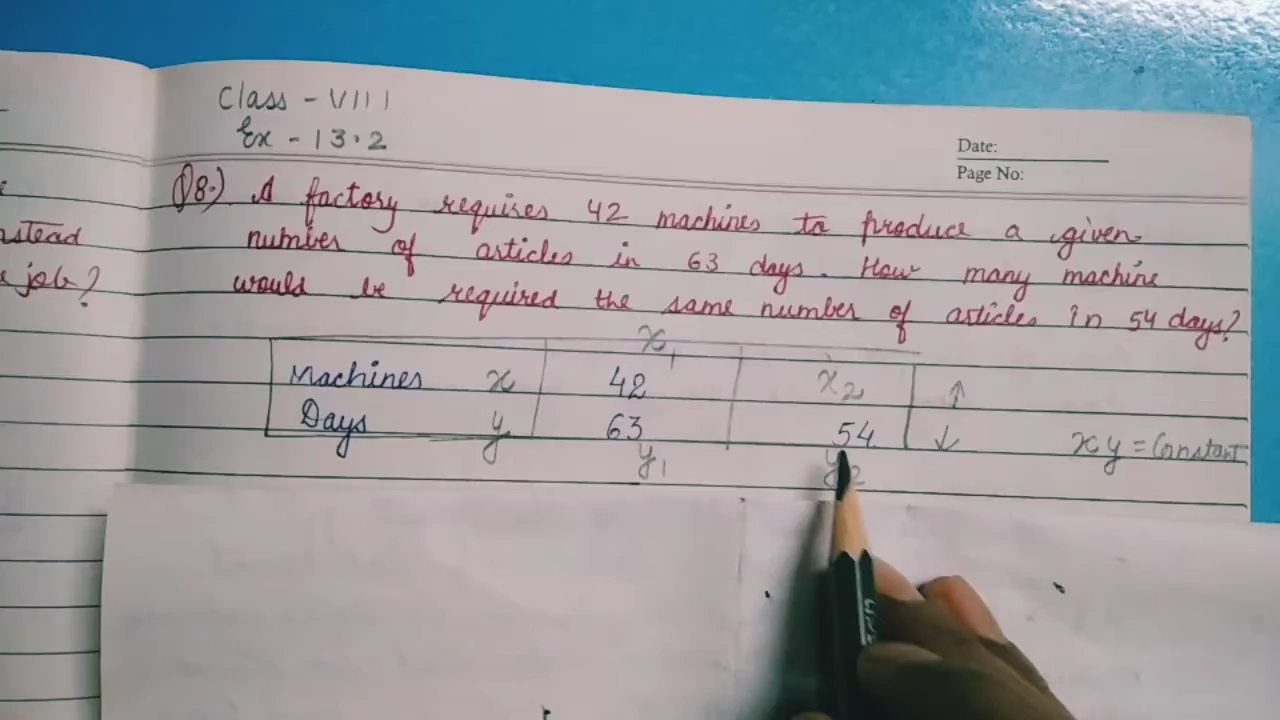 Class - VIII
Ex - 13.2
Date:
Page No:
Q8.) A factory requires 42 machines to produce a given
number of articles in 63 days. How many machine
would be required the same number of articles in 54 days?
nstead
job?
x1
Machines x 42 x2 ↑
Days y 63 54 ↓ xy = Constant
y1 y2